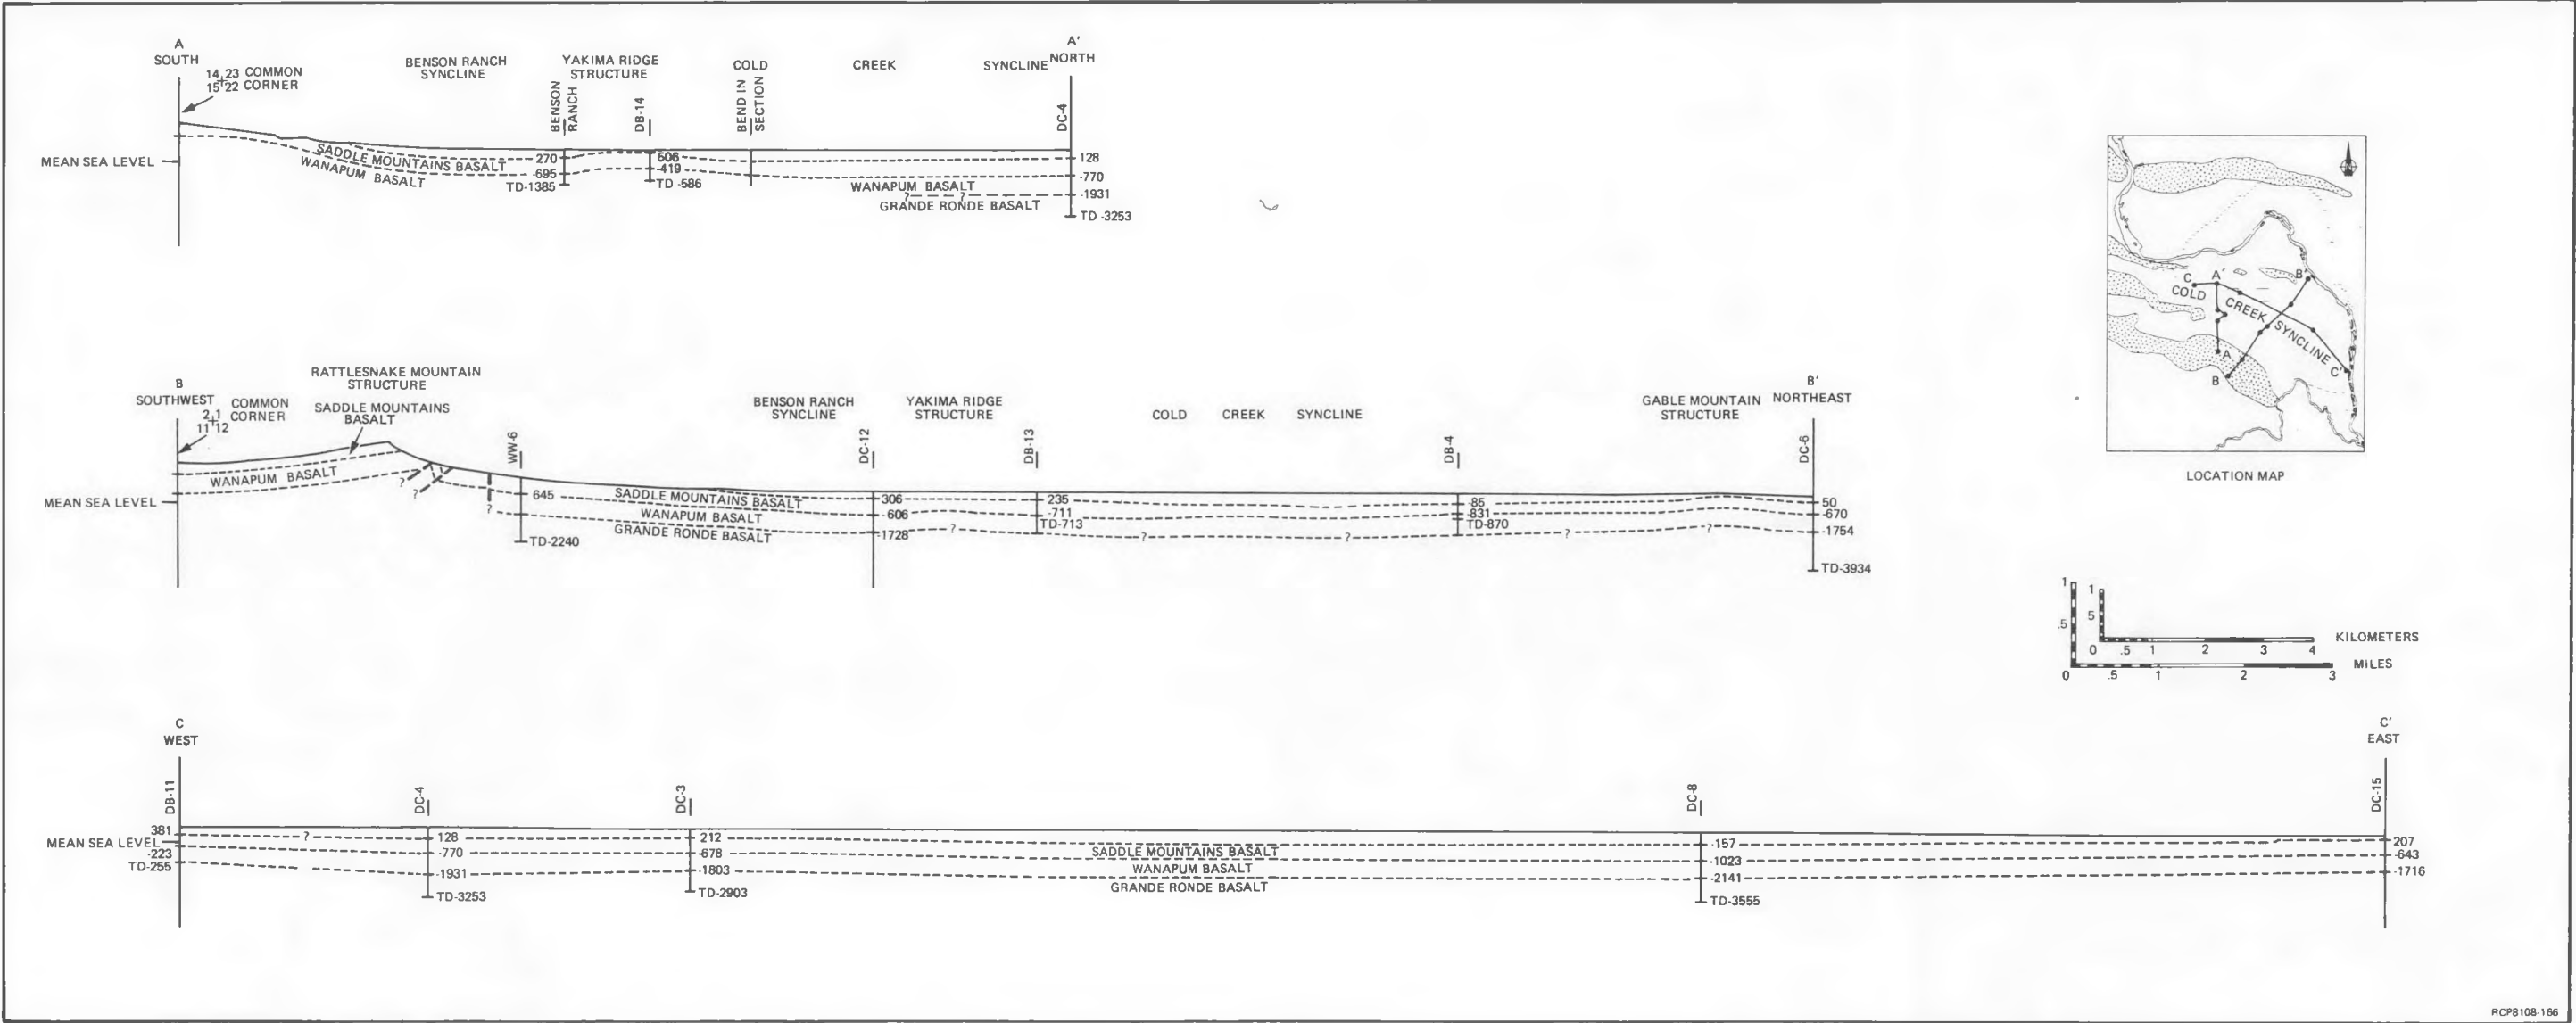 A
SOUTH
14 23 COMMON
15 22 CORNER
BENSON RANCH
SYNCLINE
YAKIMA RIDGE
STRUCTURE
COLD CREEK SYNCLINE
A'
NORTH
BENSON
RANCH
DB-14
BEND IN
SECTION
DC-4
MEAN SEA LEVEL
SADDLE MOUNTAINS BASALT
WANAPUM BASALT
270
-695
TD-1385
506
-419
TD -586
WANAPUM BASALT
? ?
GRANDE RONDE BASALT
128
-770
-1931
TD -3253
B
SOUTHWEST
2 1 COMMON
11 12 CORNER
RATTLESNAKE MOUNTAIN
STRUCTURE
SADDLE MOUNTAINS
BASALT
WANAPUM BASALT
MEAN SEA LEVEL
?
?
?
WW-6
645
TD-2240
BENSON RANCH
SYNCLINE
YAKIMA RIDGE
STRUCTURE
COLD CREEK SYNCLINE
GABLE MOUNTAIN
STRUCTURE
B'
NORTHEAST
SADDLE MOUNTAINS BASALT
WANAPUM BASALT
GRANDE RONDE BASALT
DC-12
306
-606
-1728
?
DB-13
235
-711
TD-713
? ?
DB-4
-85
-831
TD-870
? ?
DC-6
50
-670
-1754
TD-3934
C
WEST
C'
EAST
DB-11
381
MEAN SEA LEVEL
-223
TD-255
?
DC-4
128
-770
-1931
TD-3253
DC-3
212
-678
-1803
TD-2903
SADDLE MOUNTAINS BASALT
WANAPUM BASALT
GRANDE RONDE BASALT
DC-8
-157
-1023
-2141
TD-3555
DC-15
207
-643
-1716
C A' B'
COLD CREEK SYNCLINE
A
B
C'
LOCATION MAP
1
.5
1
5
KILOMETERS
0 .5 1 2 3 4
MILES
0 .5 1 2 3
RCP8108-166